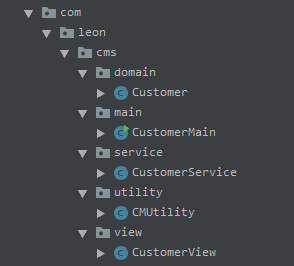 com
leon
cms
domain
Customer
main
CustomerMain
service
CustomerService
utility
CMUtility
view
CustomerView